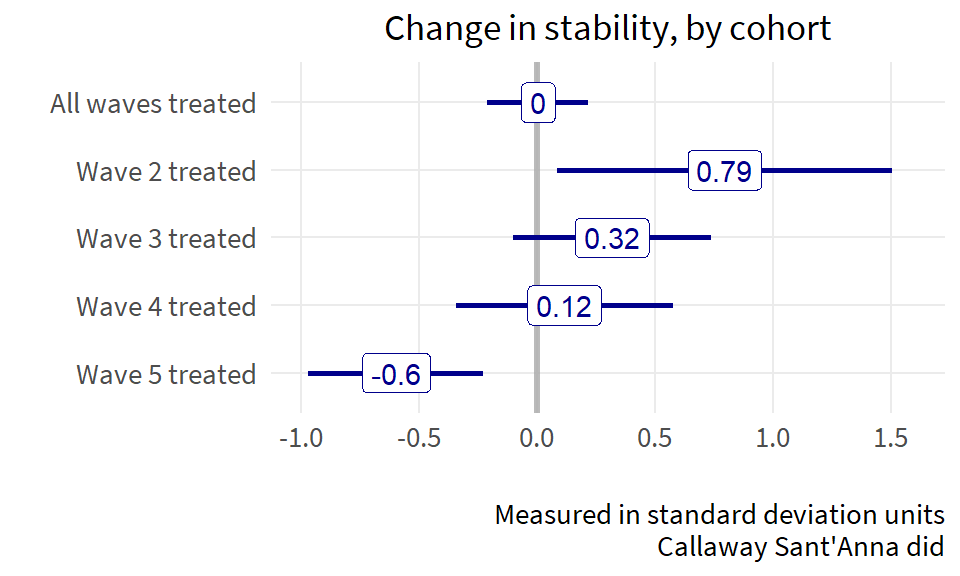 Change in stability, by cohort
All waves treated
0
Wave 2 treated
0.79
Wave 3 treated
0.32
Wave 4 treated
0.12
Wave 5 treated
-0.6
-1.0 -0.5 0.0 0.5 1.0 1.5
Measured in standard deviation units
Callaway Sant'Anna did